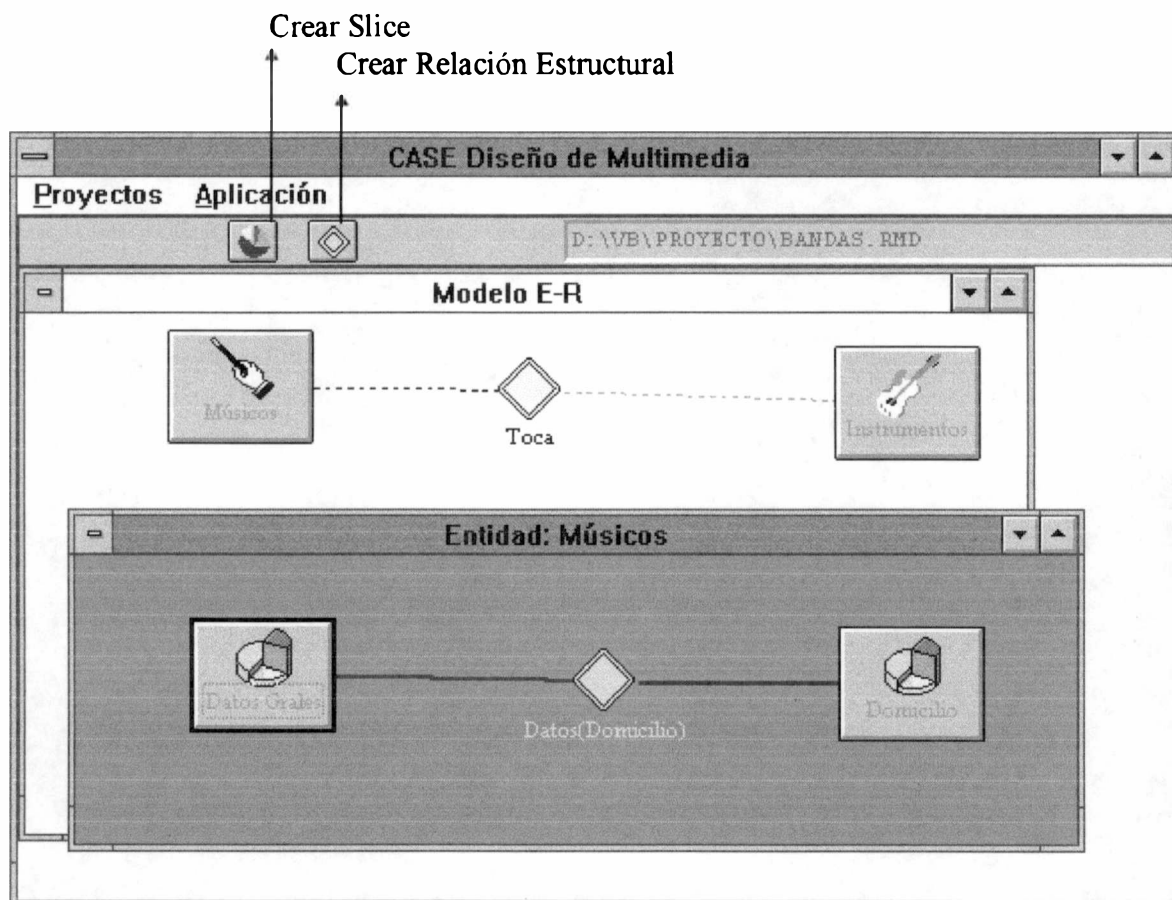 Crear Slice
Crear Relación Estructural
CASE Diseño de Multimedia
Proyectos Aplicación
D:\VB\PROYECTO\BANDAS.RMD
Modelo E-R
Músicos
Toca
Instrumentos
Entidad: Músicos
Datos Grales
Datos(Domicilio)
Domicilio